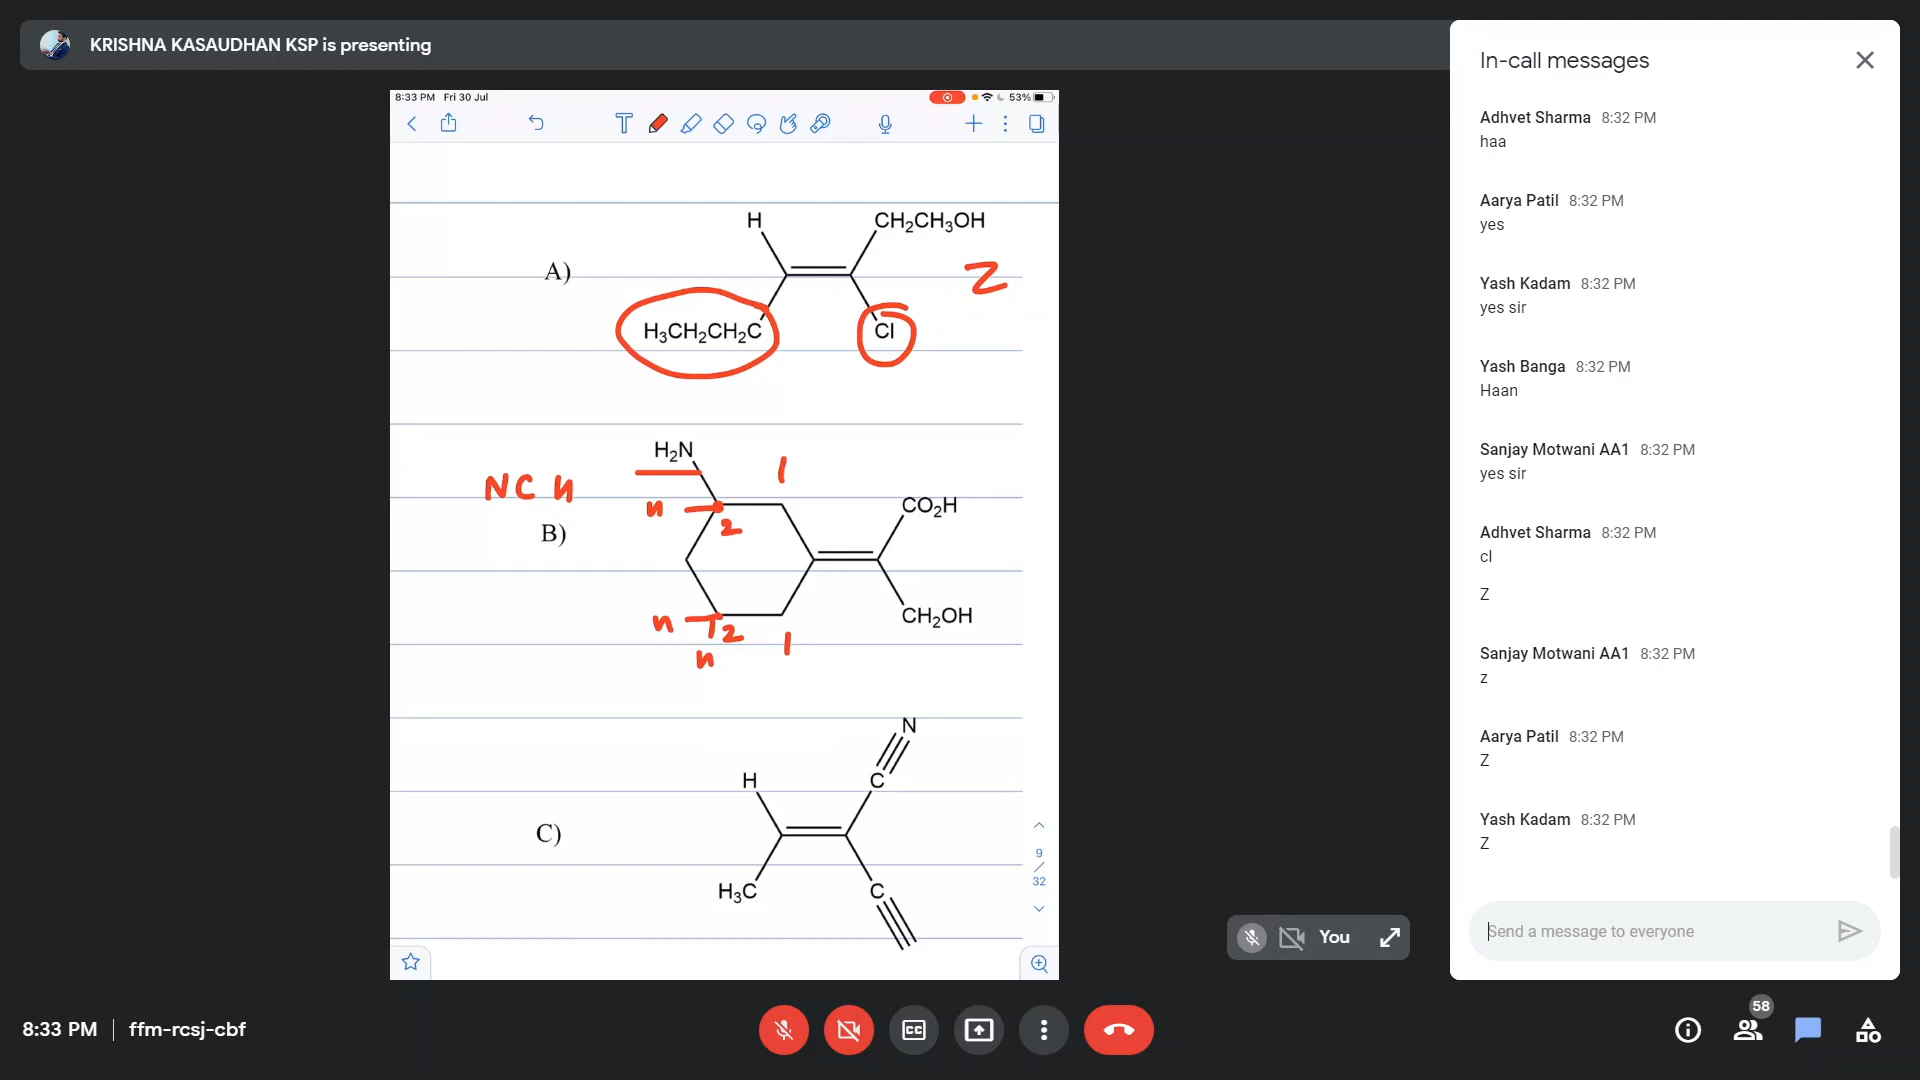 KRISHNA KASAUDHAN KSP is presenting
8:33 PM Fri 30 Jul
53%
H CH₂CH₃OH
A) Z
H₃CH₂CH₂C Cl
H₂N 1
N C H
H 2 CO₂H
B)
H 2 1 CH₂OH
H
N
H C
C)
H₃C C
9
/
32
In-call messages
Adhvet Sharma 8:32 PM
haa
Aarya Patil 8:32 PM
yes
Yash Kadam 8:32 PM
yes sir
Yash Banga 8:32 PM
Haan
Sanjay Motwani AA1 8:32 PM
yes sir
Adhvet Sharma 8:32 PM
cl
Z
Sanjay Motwani AA1 8:32 PM
z
Aarya Patil 8:32 PM
Z
Yash Kadam 8:32 PM
Z
Send a message to everyone
You
8:33 PM | ffm-rcsj-cbf
CC
58